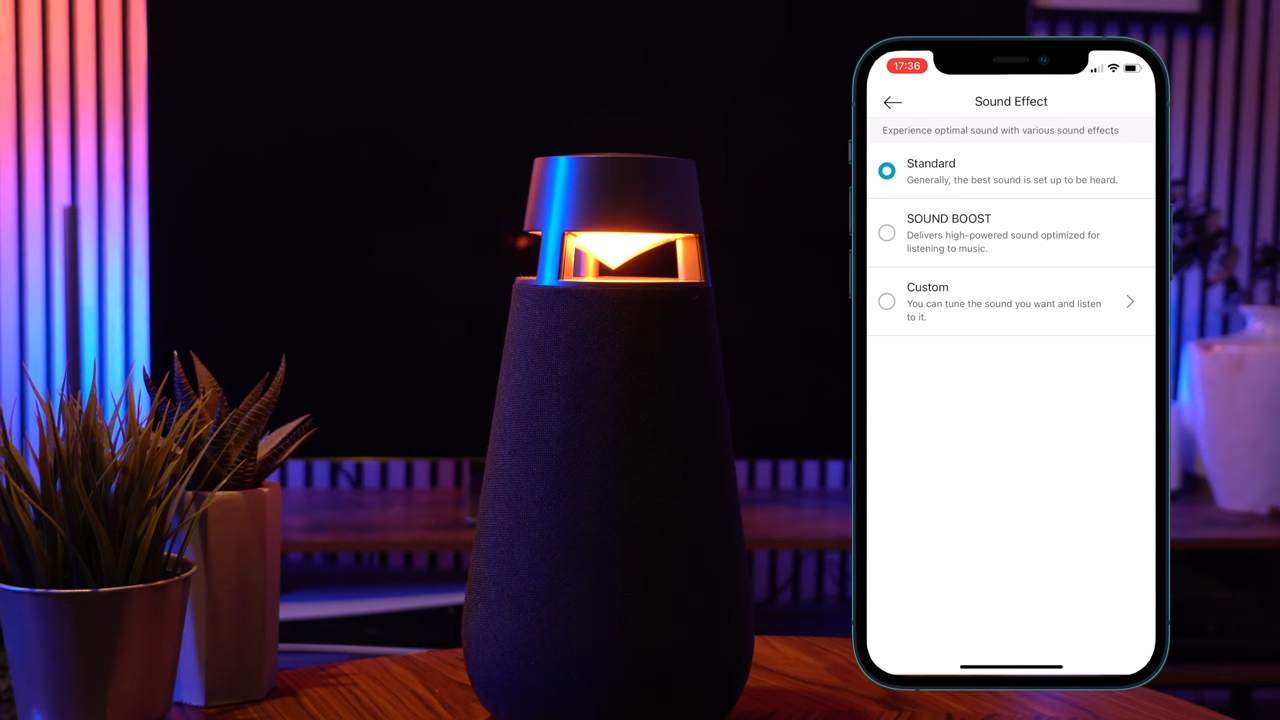 17:36
Sound Effect
Experience optimal sound with various sound effects
Standard
Generally, the best sound is set up to be heard.
SOUND BOOST
Delivers high-powered sound optimized for
listening to music.
Custom
You can tune the sound you want and listen
to it.